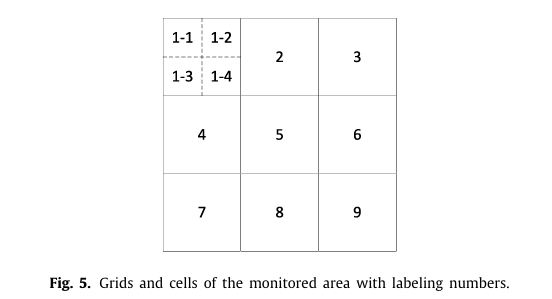 1-1 1-2
2
3
1-3 1-4
4 5 6
7 8 9
Fig. 5. Grids and cells of the monitored area with labeling numbers.